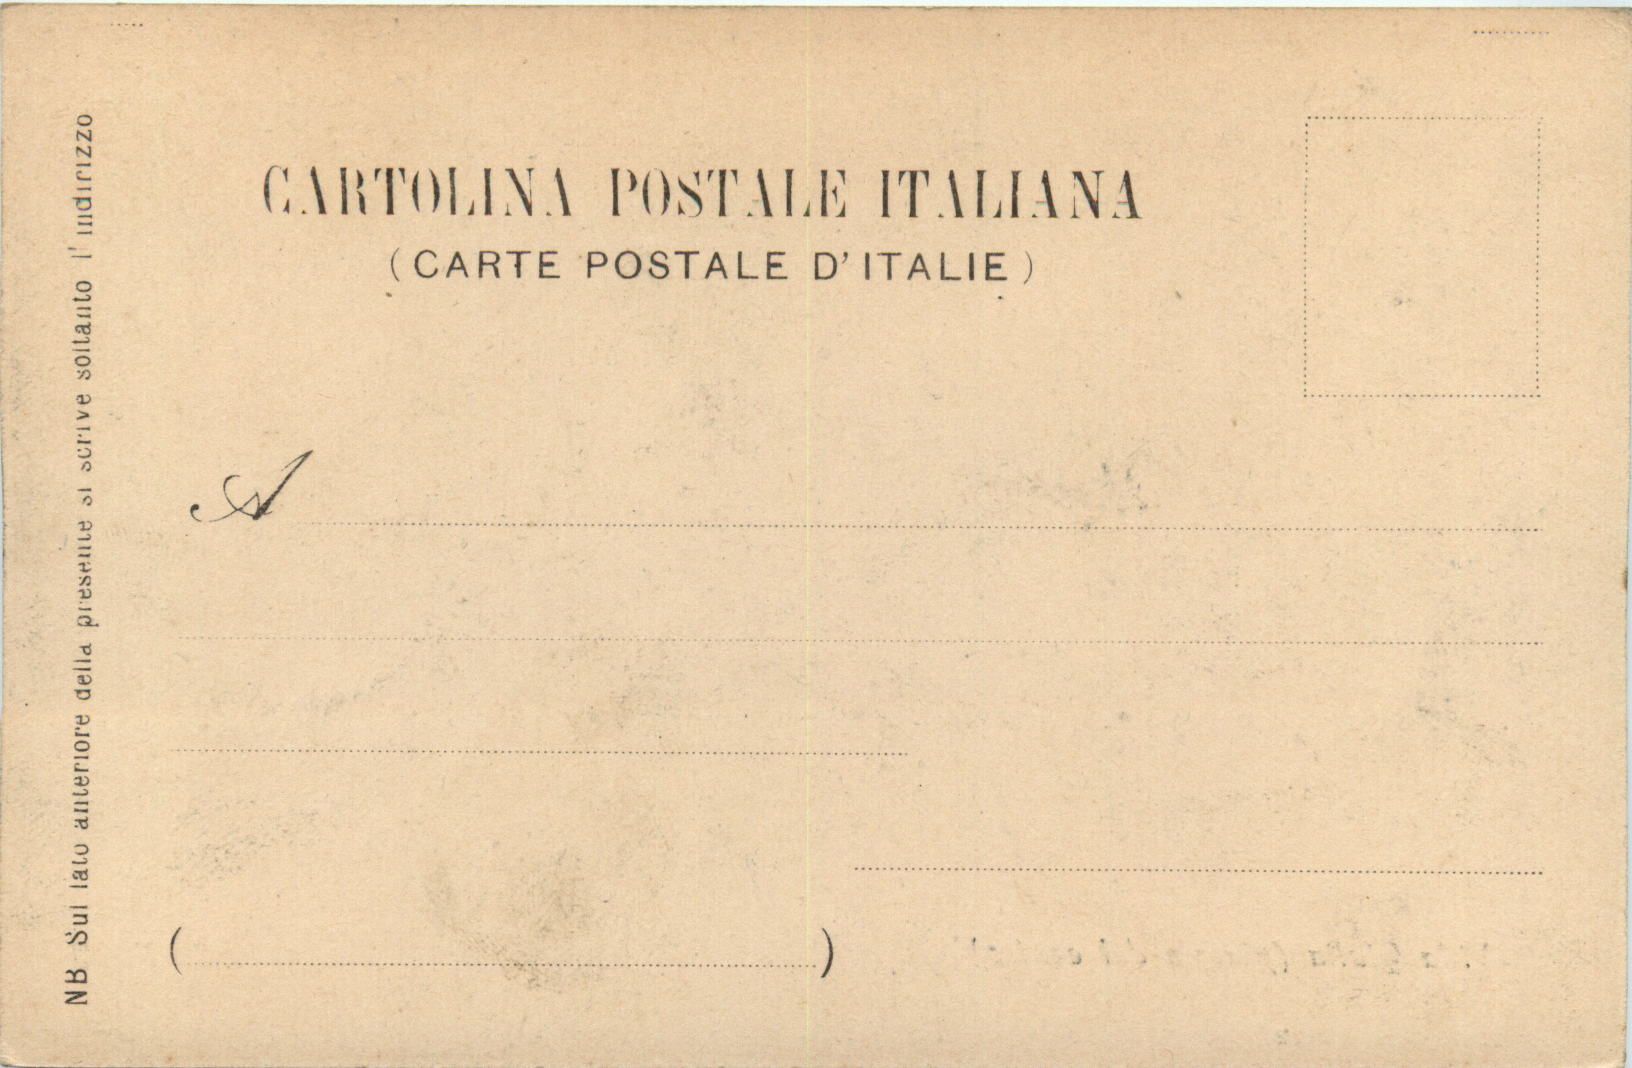 CARTOLINA POSTALE ITALIANA
(CARTE POSTALE D'ITALIE)
A
( )
NB Sul lato anteriore della presente si scrive soltanto l'indirizzo